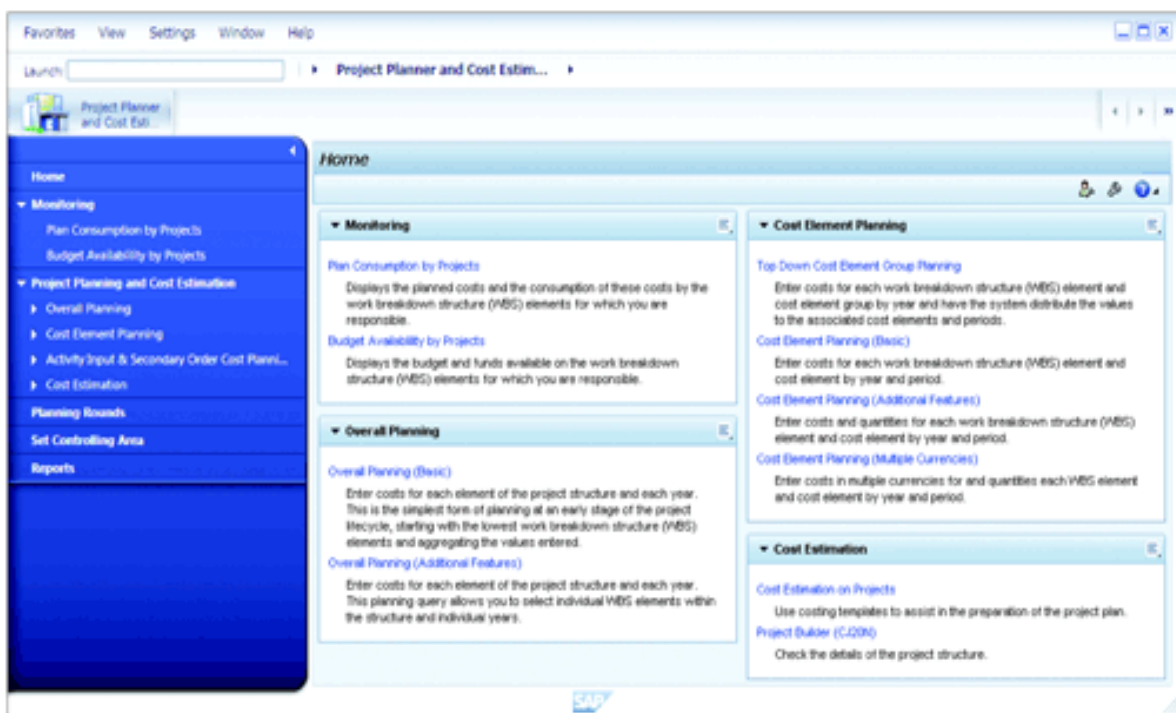 Favorites View Settings Window Help
Launch
Project Planner and Cost Estim...
Project Planner
and Cost Esti...
Home
Monitoring
Plan Consumption by Projects
Budget Availability by Projects
Project Planning and Cost Estimation
Overall Planning
Cost Element Planning
Activity Input & Secondary Order Cost Planni...
Cost Estimation
Planning Rounds
Set Controlling Area
Reports
Home
Monitoring
Plan Consumption by Projects
Displays the planned costs and the consumption of these costs by the
work breakdown structure (WBS) elements for which you are
responsible.
Budget Availability by Projects
Displays the budget and funds available on the work breakdown
structure (WBS) elements for which you are responsible.
Overall Planning
Overall Planning (Basic)
Enter costs for each element of the project structure and each year.
This is the simplest form of planning at an early stage of the project
lifecycle, starting with the lowest work breakdown structure (WBS)
elements and aggregating the values entered.
Overall Planning (Additional Features)
Enter costs for each element of the project structure and each year.
This planning query allows you to select individual WBS elements within
the structure and individual years.
Cost Element Planning
Top Down Cost Element Group Planning
Enter costs for each work breakdown structure (WBS) element and
cost element group by year and have the system distribute the values
to the associated cost elements and periods.
Cost Element Planning (Basic)
Enter costs for each work breakdown structure (WBS) element and
cost element by year and period.
Cost Element Planning (Additional Features)
Enter costs and quantities for each work breakdown structure (WBS)
element and cost element by year and period.
Cost Element Planning (Multiple Currencies)
Enter costs in multiple currencies for and quantities each WBS element
and cost element by year and period.
Cost Estimation
Cost Estimation on Projects
Use costing templates to assist in the preparation of the project plan.
Project Builder (CJ20N)
Check the details of the project structure.
SAP